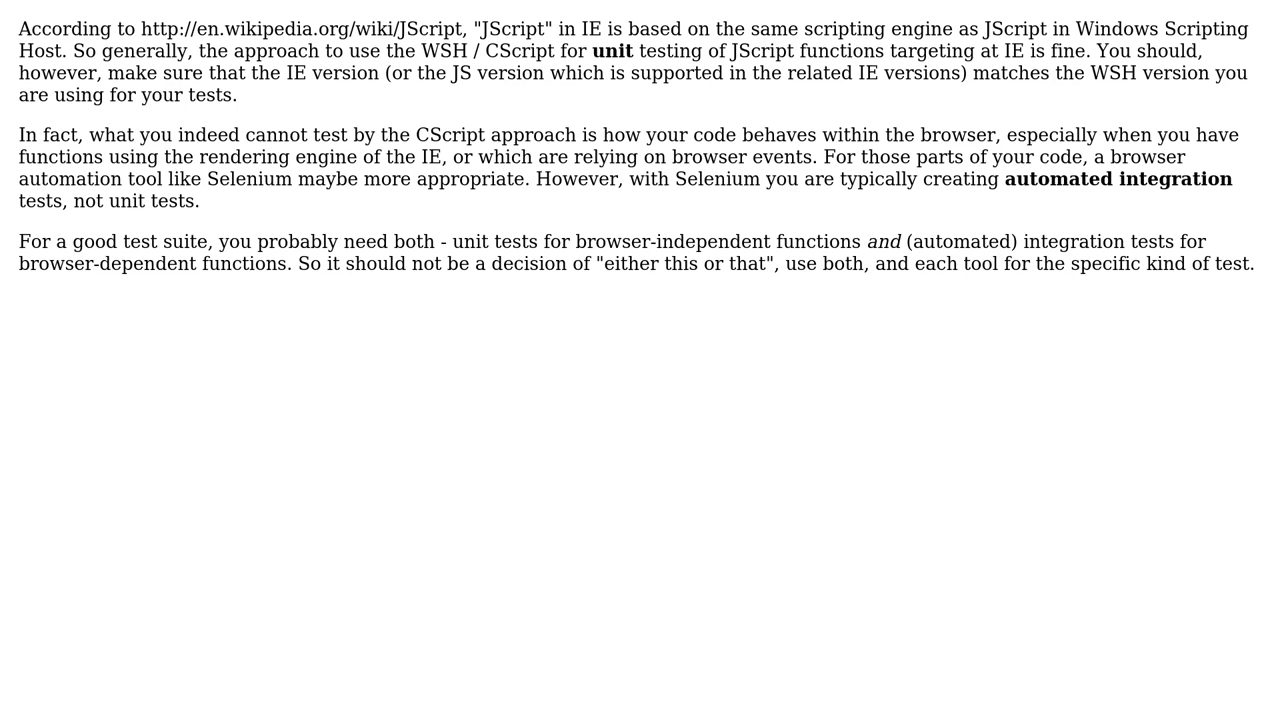 According to http://en.wikipedia.org/wiki/JScript, "JScript" in IE is based on the same scripting engine as JScript in Windows Scripting
Host. So generally, the approach to use the WSH / CScript for unit testing of JScript functions targeting at IE is fine. You should,
however, make sure that the IE version (or the JS version which is supported in the related IE versions) matches the WSH version you
are using for your tests.
In fact, what you indeed cannot test by the CScript approach is how your code behaves within the browser, especially when you have
functions using the rendering engine of the IE, or which are relying on browser events. For those parts of your code, a browser
automation tool like Selenium maybe more appropriate. However, with Selenium you are typically creating automated integration
tests, not unit tests.
For a good test suite, you probably need both - unit tests for browser-independent functions and (automated) integration tests for
browser-dependent functions. So it should not be a decision of "either this or that", use both, and each tool for the specific kind of test.